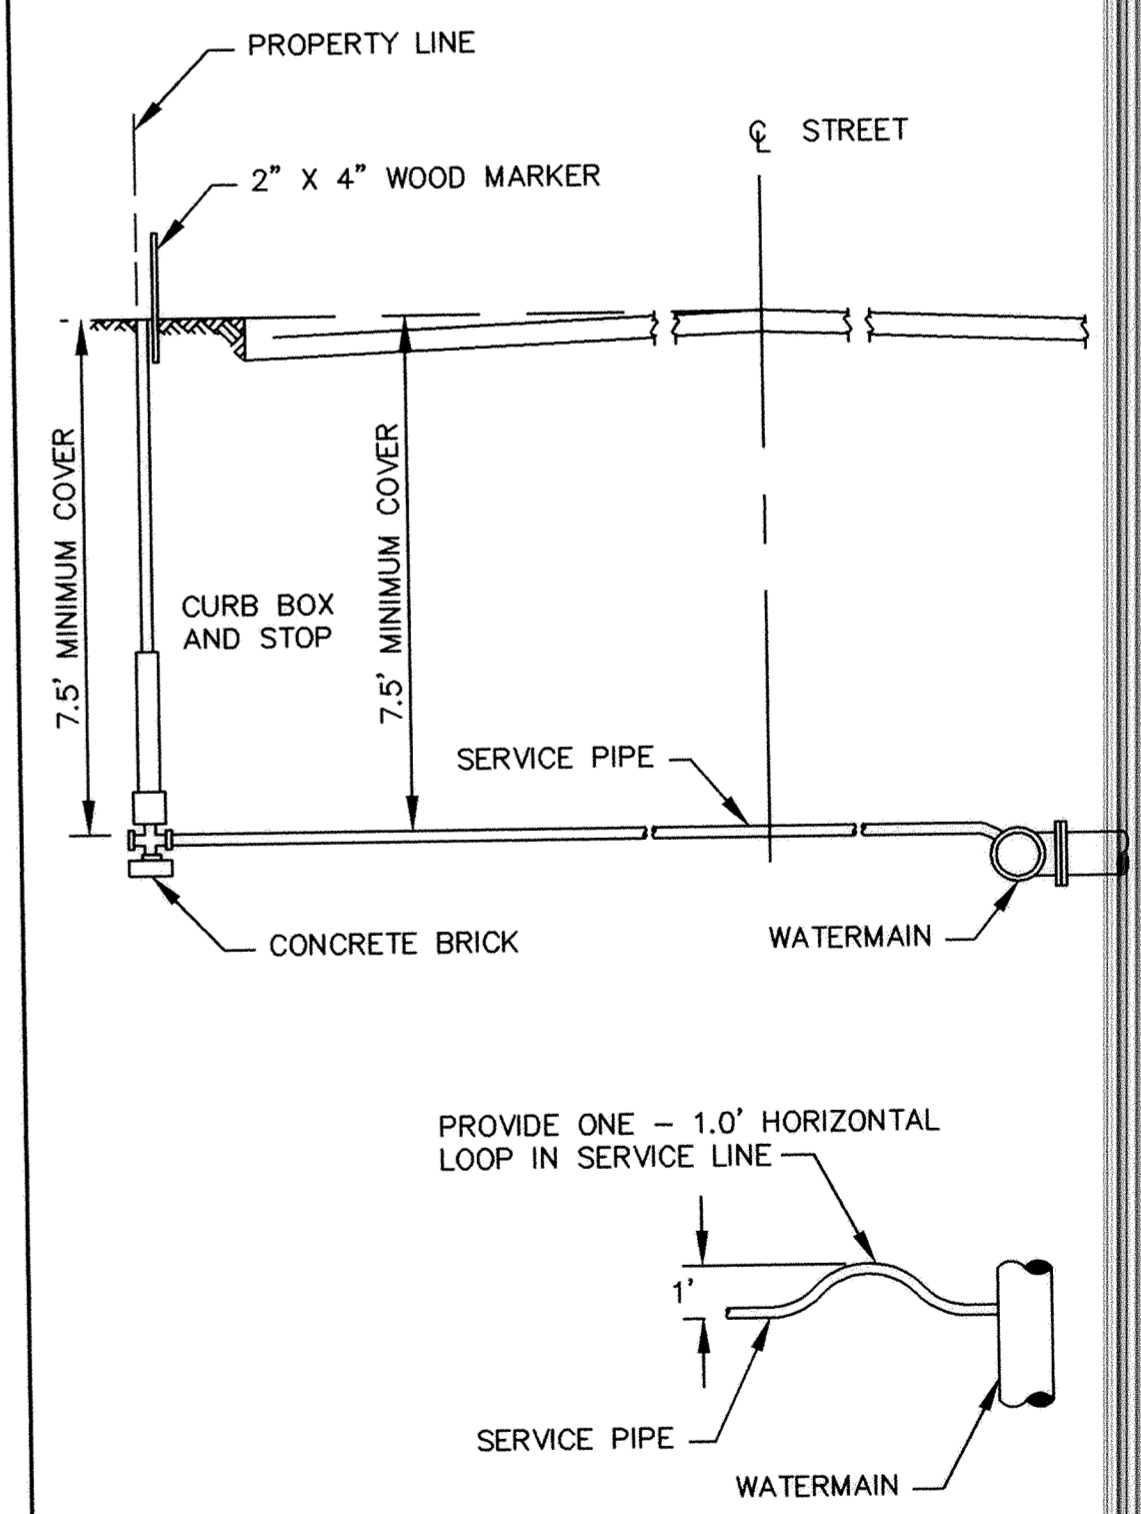 PROPERTY LINE
℄ STREET
2" X 4" WOOD MARKER
7.5' MINIMUM COVER
7.5' MINIMUM COVER
CURB BOX
AND STOP
SERVICE PIPE
CONCRETE BRICK
WATERMAIN
PROVIDE ONE - 1.0' HORIZONTAL
LOOP IN SERVICE LINE
1'
SERVICE PIPE
WATERMAIN